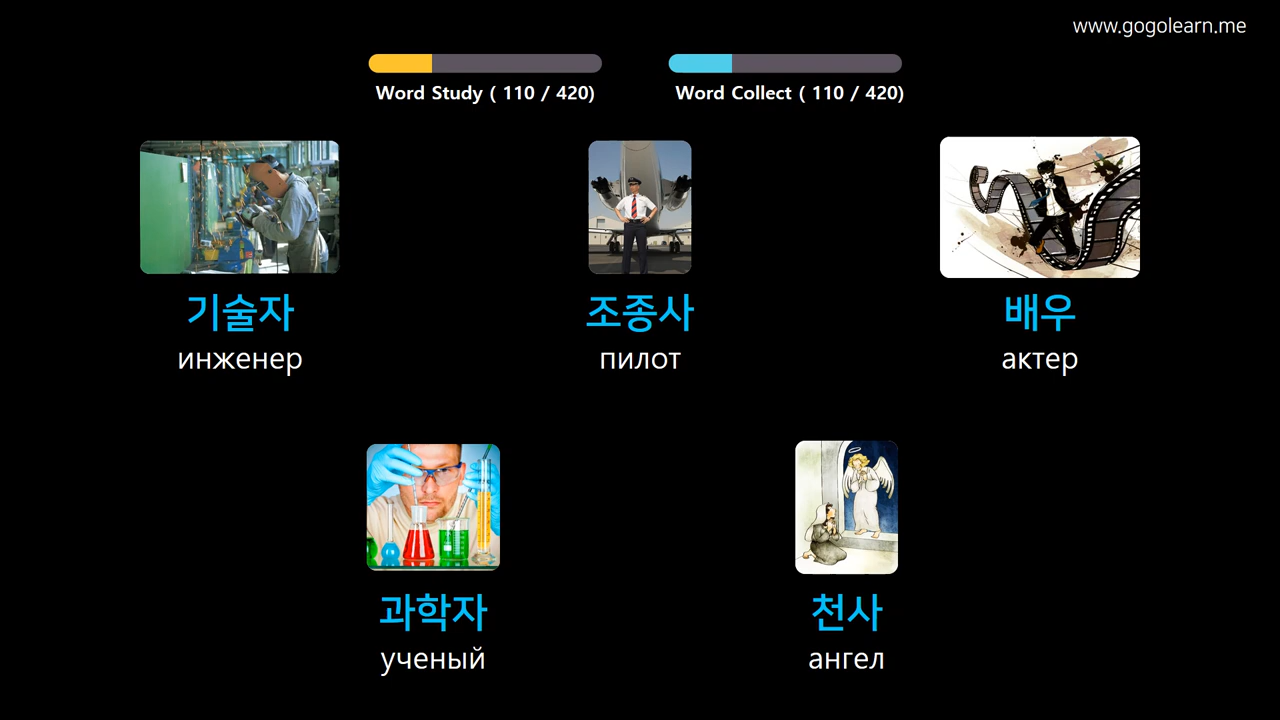 www.gogolearn.me
Word Study ( 110 / 420)
Word Collect ( 110 / 420)
기술자
инженер
조종사
пилот
배우
актер
과학자
ученый
천사
ангел